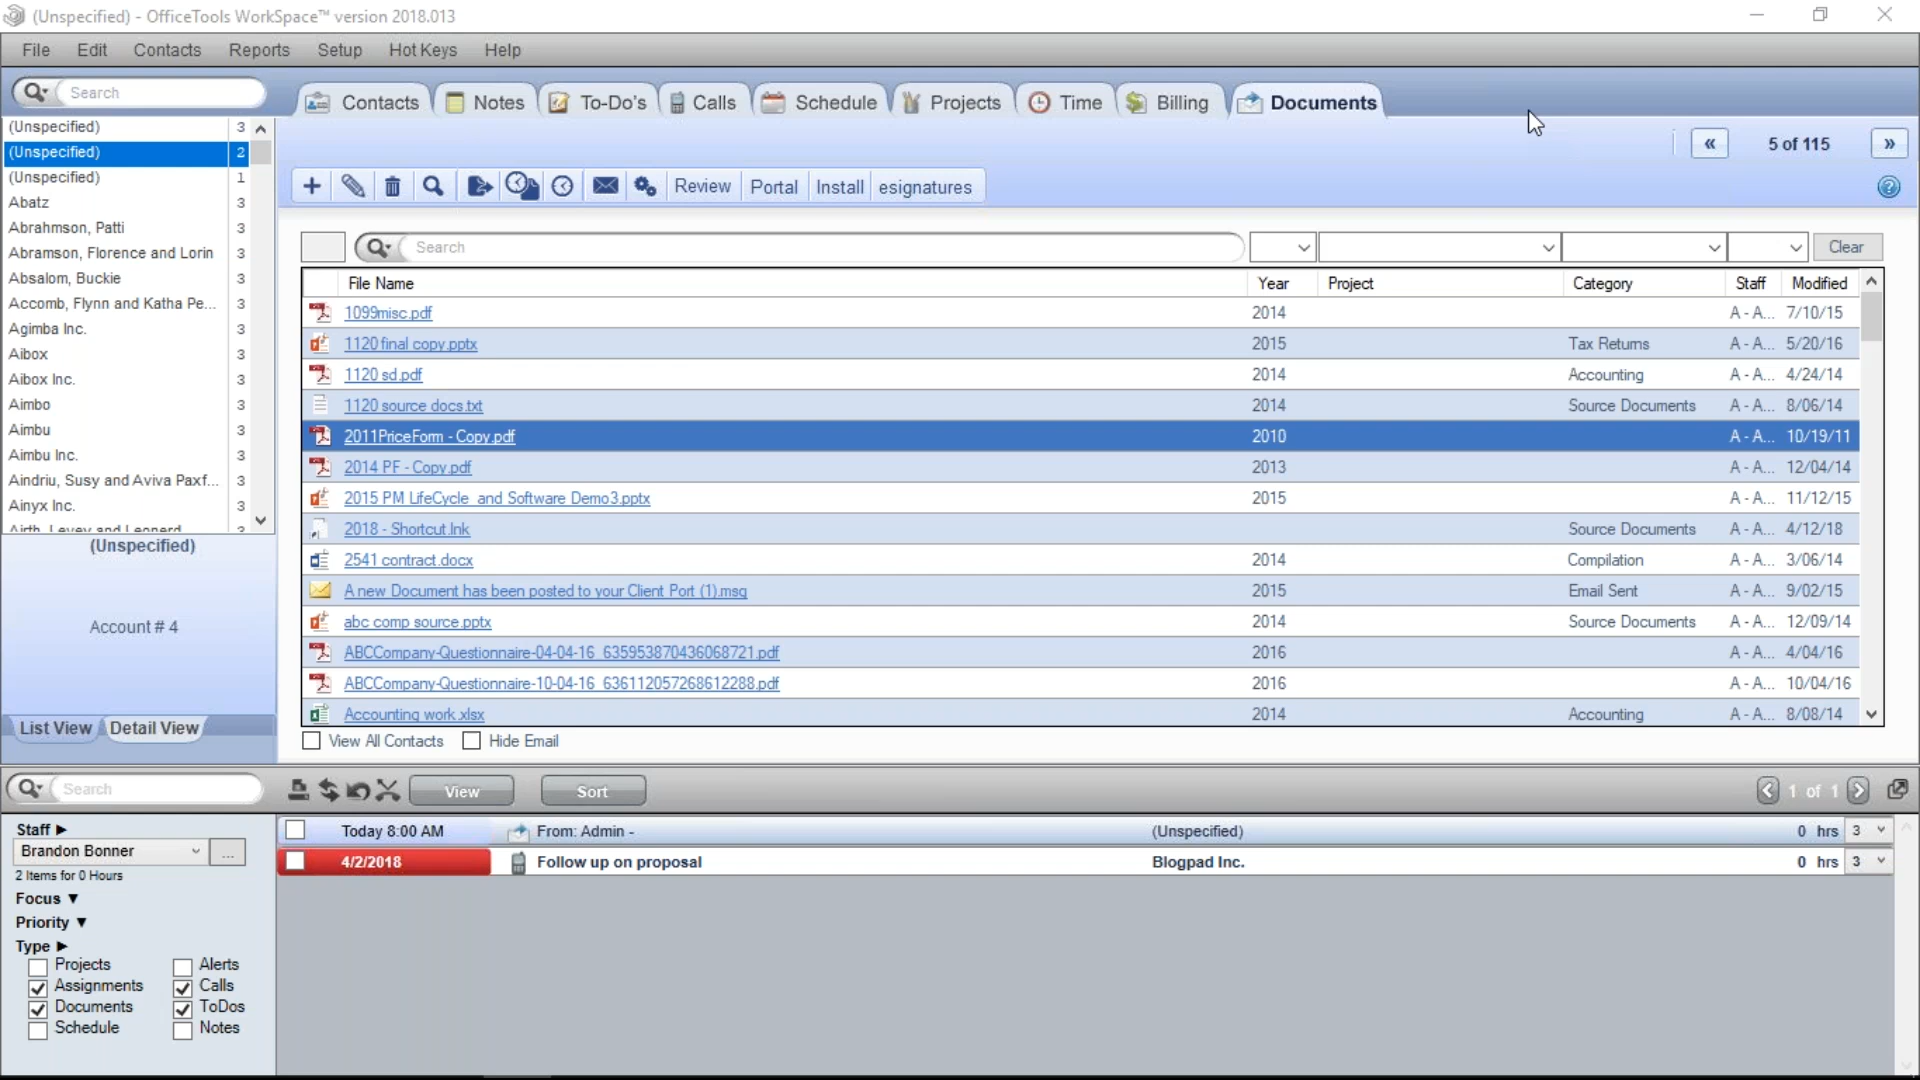 (Unspecified) - OfficeTools WorkSpace™ version 2018.013
File Edit Contacts Reports Setup Hot Keys Help
Search
Contacts Notes To-Do's Calls Schedule Projects Time Billing Documents
(Unspecified) 3
(Unspecified) 2
(Unspecified) 1
Abatz 3
Abrahmson, Patti 3
Abramson, Florence and Lorin 3
Absalom, Buckie 3
Accomb, Flynn and Katha Pe... 3
Agimba Inc. 3
Aibox 3
Aibox Inc. 3
Aimbo 3
Aimbu 3
Aimbu Inc. 3
Aindriu, Susy and Aviva Paxf... 3
Ainyx Inc. 3
Airth, Levey and Leonerd 3
(Unspecified)
Account # 4
List View Detail View
« 5 of 115 »
Review Portal Install esignatures
?
Search Clear
File Name Year Project Category Staff Modified
1099misc.pdf 2014 A - A... 7/10/15
1120 final copy.pptx 2015 Tax Returns A - A... 5/20/16
1120 sd.pdf 2014 Accounting A - A... 4/24/14
1120 source docs.txt 2014 Source Documents A - A... 8/06/14
2011PriceForm - Copy.pdf 2010 A - A... 10/19/11
2014 PF - Copy.pdf 2013 A - A... 12/04/14
2015 PM LifeCycle_and Software Demo3.pptx 2015 A - A... 11/12/15
2018 - Shortcut.lnk Source Documents A - A... 4/12/18
2541 contract.docx 2014 Compilation A - A... 3/06/14
A new Document has been posted to your Client Port (1).msg 2015 Email Sent A - A... 9/02/15
abc comp source.pptx 2014 Source Documents A - A... 12/09/14
ABCCompany-Questionnaire-04-04-16_635953870436068721.pdf 2016 A - A... 4/04/16
ABCCompany-Questionnaire-10-04-16_636112057268612288.pdf 2016 A - A... 10/04/16
Accounting work.xlsx 2014 Accounting A - A... 8/08/14
View All Contacts Hide Email
Search
View Sort 1 of 1
Staff
Brandon Bonner ...
2 Items for 0 Hours
Focus
Priority
Type
Projects Alerts
Assignments Calls
Documents ToDos
Schedule Notes
Today 8:00 AM From: Admin - (Unspecified) 0 hrs 3
4/2/2018 Follow up on proposal Blogpad Inc. 0 hrs 3